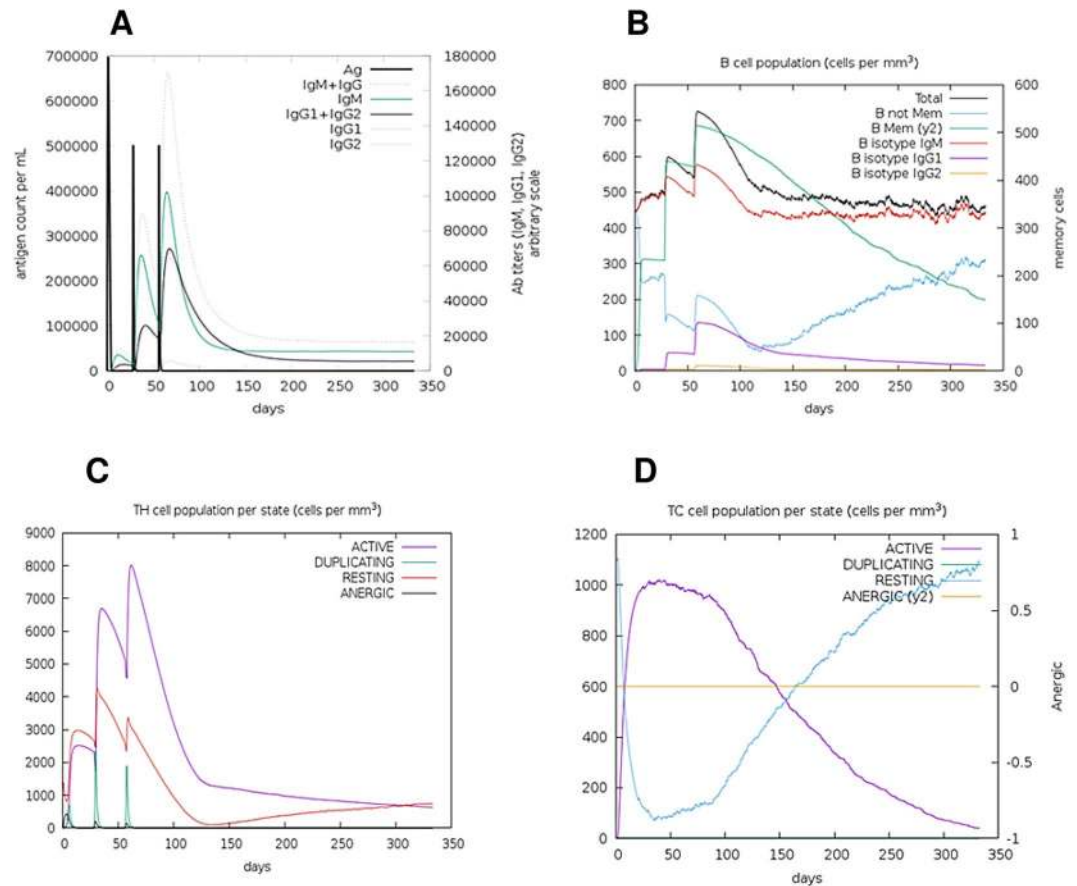 A
700000
600000
500000
400000
300000
200000
100000
0
antigen count per mL
Ag
IgM+IgG
IgM
IgG1+IgG2
IgG1
IgG2
180000
160000
140000
120000
100000
80000
60000
40000
20000
0
Ab titers (IgM, IgG1, IgG2)
arbitrary scale
0 50 100 150 200 250 300 350
days
B
B cell population (cells per mm³)
800
700
600
500
400
300
200
100
0
Total
B not Mem
B Mem (y2)
B isotype IgM
B isotype IgG1
B isotype IgG2
600
500
400
300
200
100
0
memory cells
0 50 100 150 200 250 300 350
days
C
TH cell population per state (cells per mm³)
9000
8000
7000
6000
5000
4000
3000
2000
1000
0
ACTIVE
DUPLICATING
RESTING
ANERGIC
0 50 100 150 200 250 300 350
days
D
TC cell population per state (cells per mm³)
1200
1000
800
600
400
200
0
ACTIVE
DUPLICATING
RESTING
ANERGIC (y2)
1
0.5
0
-0.5
-1
Anergic
0 50 100 150 200 250 300 350
days